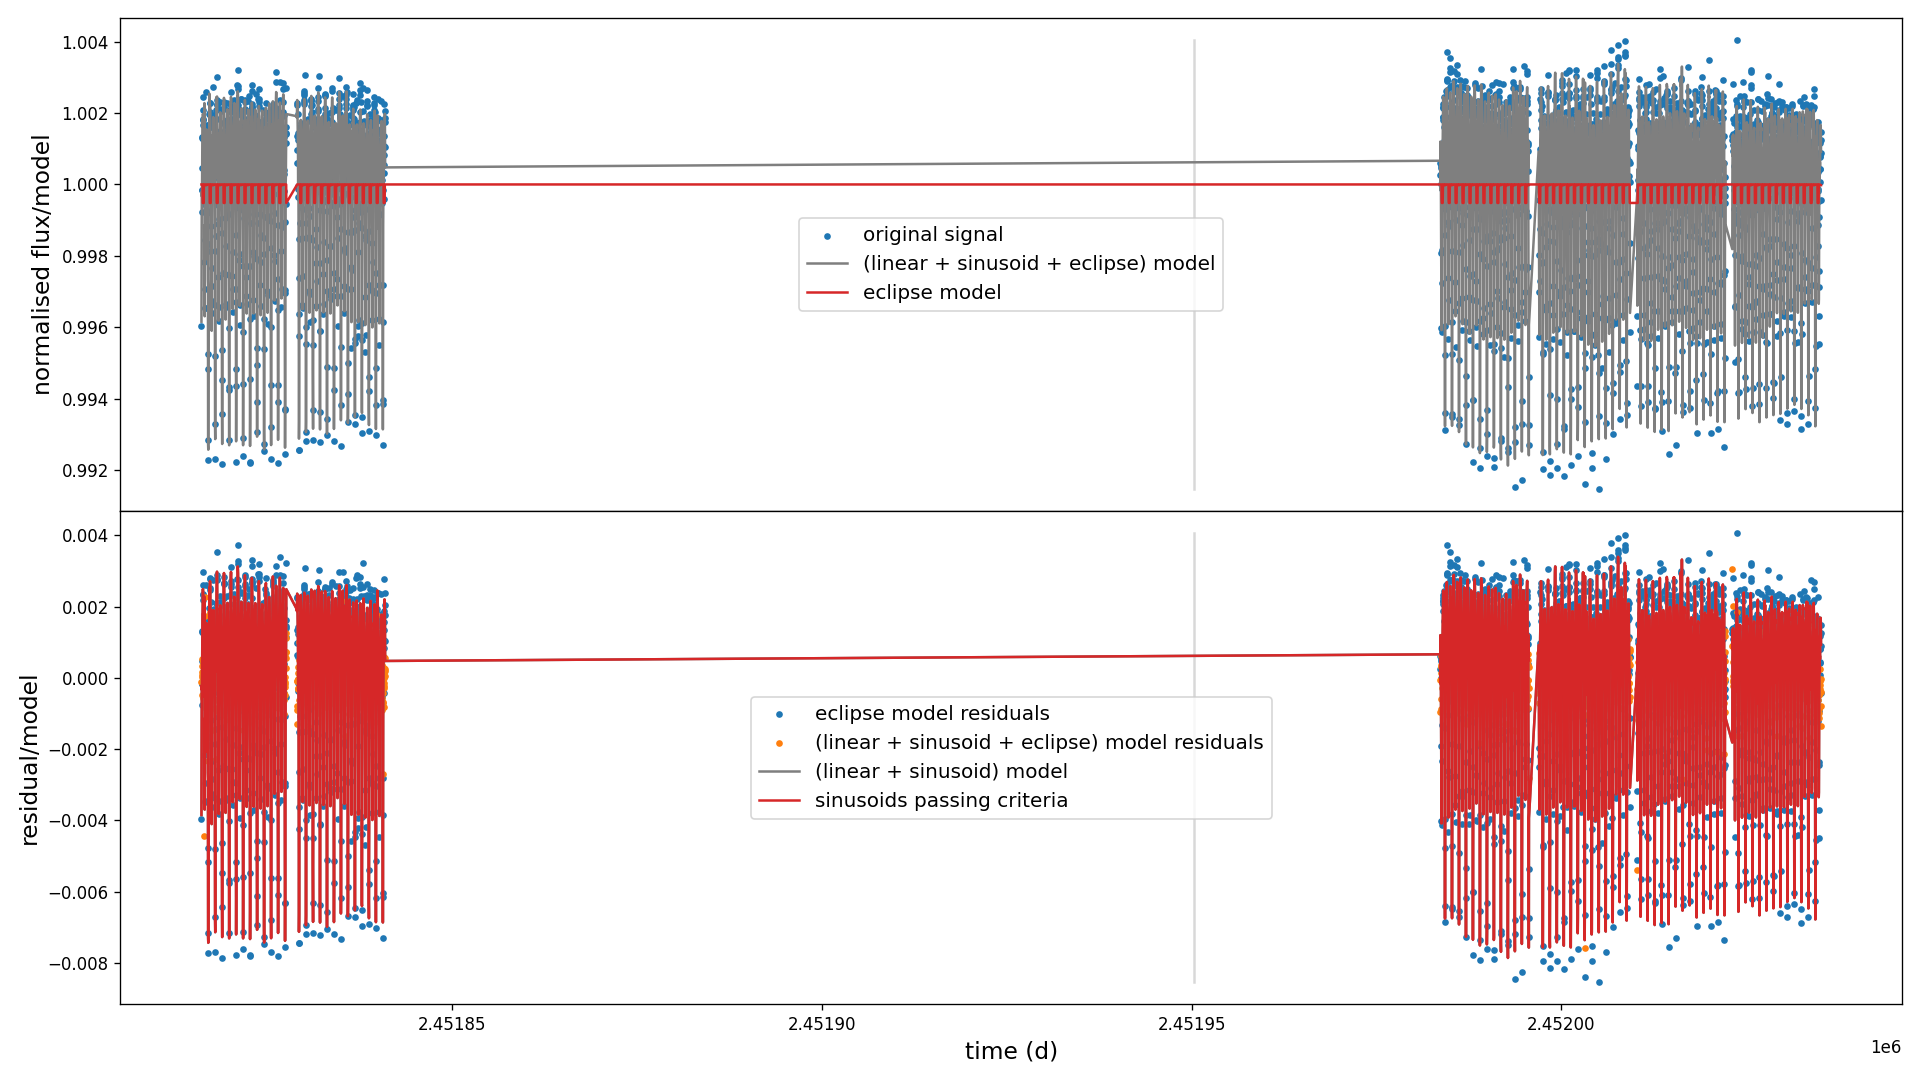 normalised flux/model
1.004
1.002
1.000
0.998
0.996
0.994
0.992
original signal
(linear + sinusoid + eclipse) model
eclipse model
residual/model
0.004
0.002
0.000
−0.002
−0.004
−0.006
−0.008
eclipse model residuals
(linear + sinusoid + eclipse) model residuals
(linear + sinusoid) model
sinusoids passing criteria
2.45185
2.45190
2.45195
2.45200
1e6
time (d)